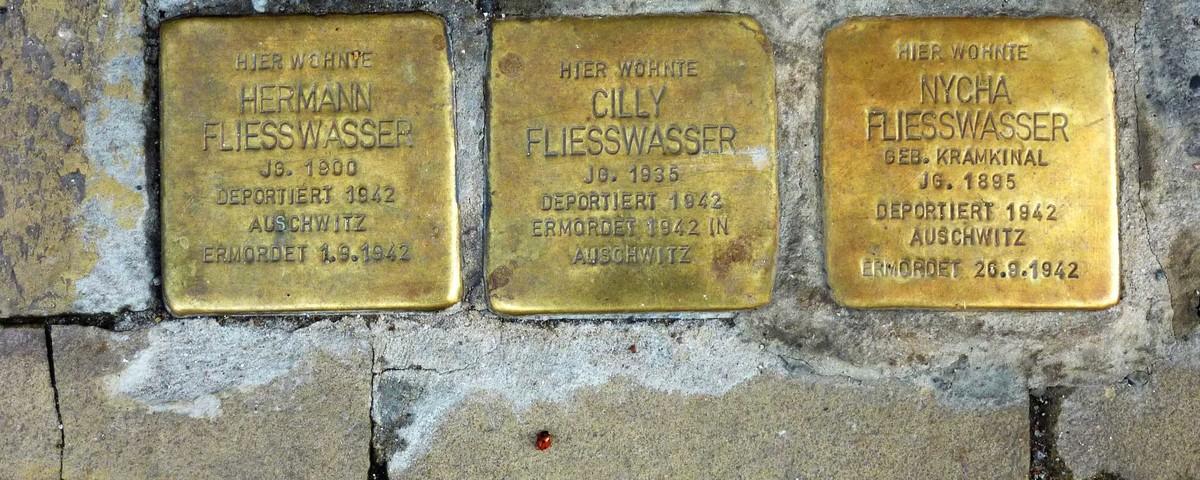 HIER WOHNTE
HERMANN
FLIESSWASSER
JG. 1900
DEPORTIERT 1942
AUSCHWITZ
ERMORDET 1.9.1942
HIER WOHNTE
CILLY
FLIESSWASSER
JG. 1935
DEPORTIERT 1942
ERMORDET 1942 IN
AUSCHWITZ
HIER WOHNTE
NYCHA
FLIESSWASSER
GEB. KRAMKINAL
JG. 1895
DEPORTIERT 1942
AUSCHWITZ
ERMORDET 26.9.1942